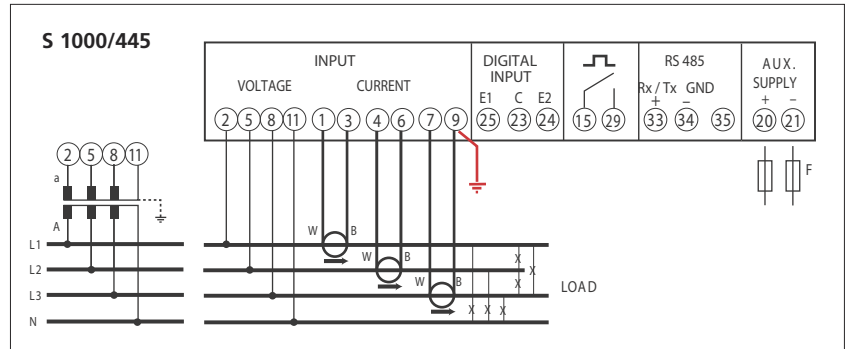 S 1000/445
INPUT
VOLTAGE
CURRENT
2 5 8 11 1 3 4 6 7 9
DIGITAL
INPUT
E1 C E2
25 23 24
15 29
RS 485
Rx / Tx GND
+ –
33 34 35
AUX.
SUPPLY
+ –
20 21
F
2 5 8 11
a
A
L1
L2
L3
N
W B
W B
W B
X
X
X
X
X X X
LOAD